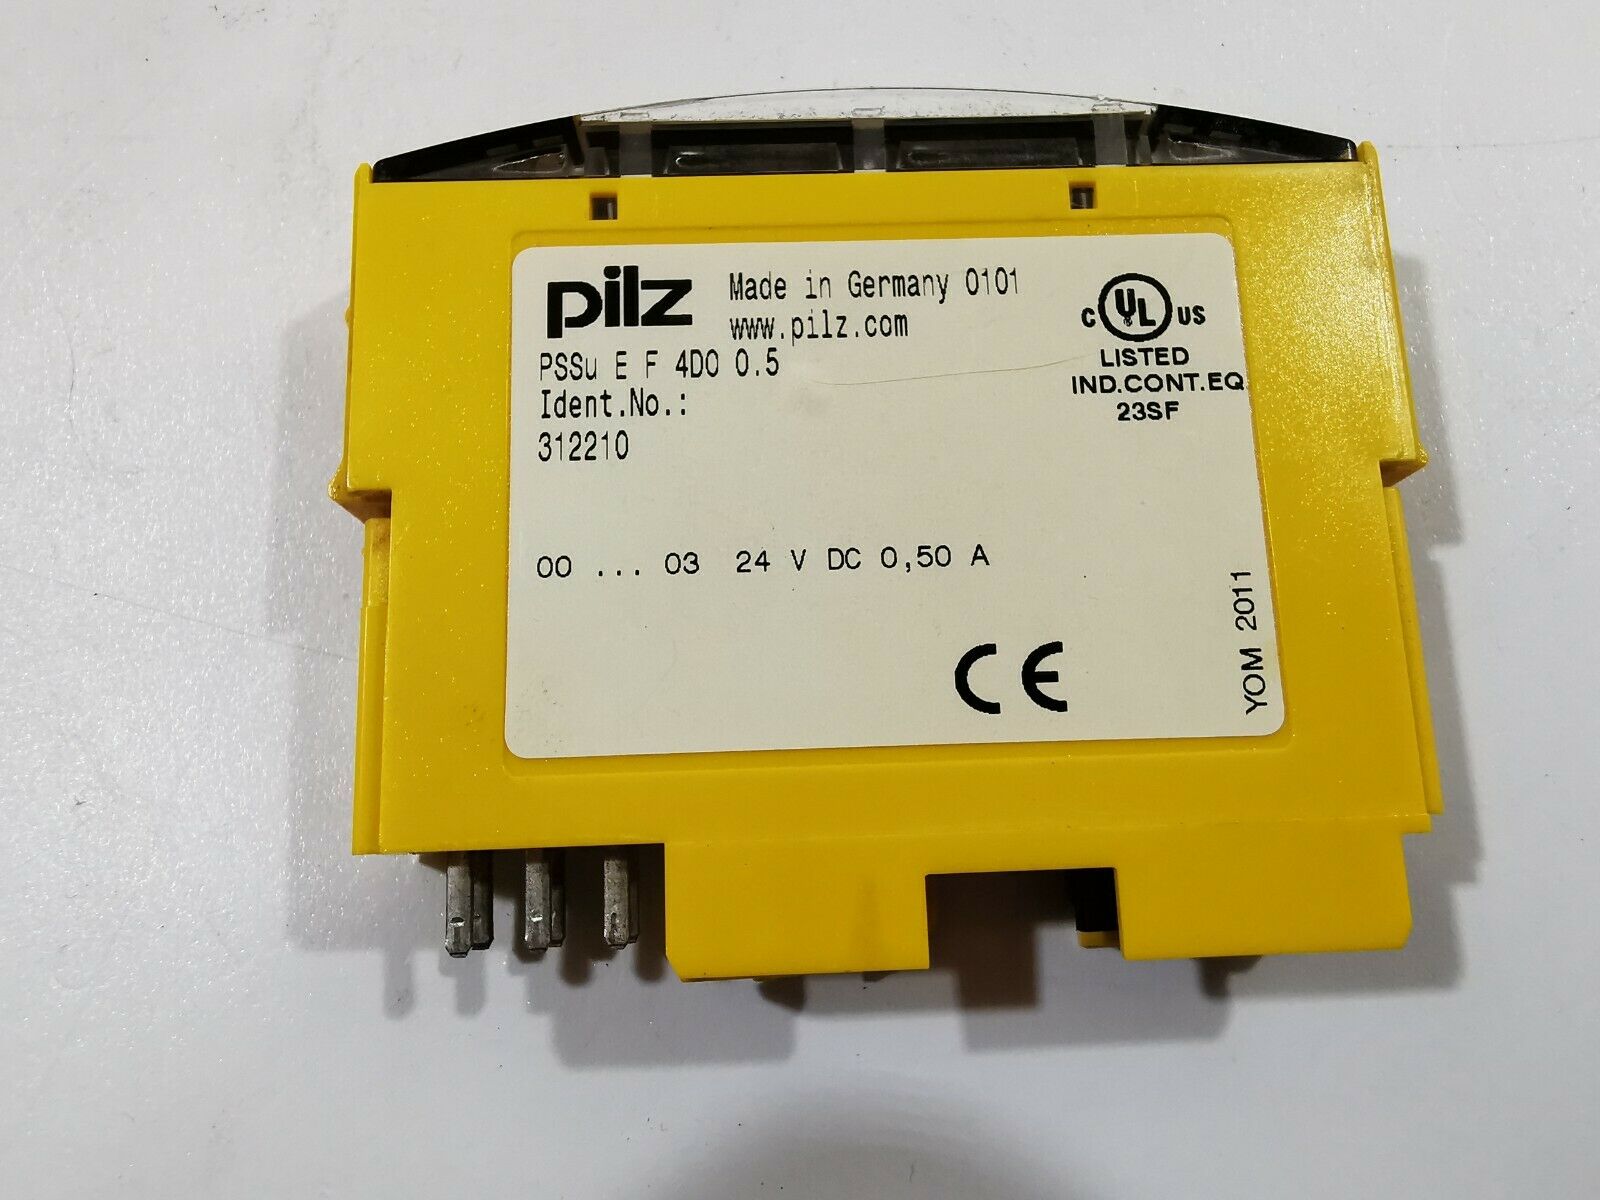 pilz
Made in Germany 0101
www.pilz.com
PSSu E F 4DO 0.5
Ident.No.:
312210
00 ... 03 24 V DC 0,50 A
C UL US
LISTED
IND.CONT.EQ
23SF
CE
YOM 2011